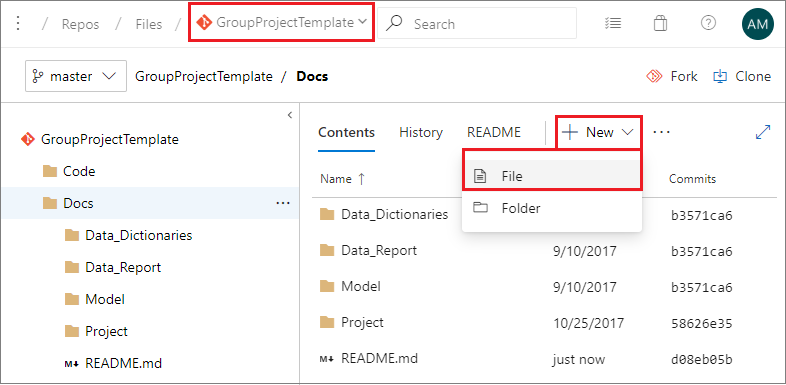 / Repos / Files / GroupProjectTemplate Search AM
master GroupProjectTemplate / Docs Fork Clone
GroupProjectTemplate
Code
Docs
Data_Dictionaries
Data_Report
Model
Project
README.md
Contents History README New
File
Folder
Name ↑ Commits
Data_Dictionaries b3571ca6
Data_Report 9/10/2017 b3571ca6
Model 9/10/2017 b3571ca6
Project 10/25/2017 58626e35
README.md just now d08eb05b